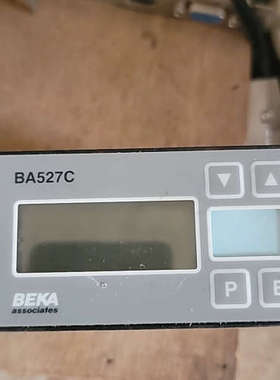 BA527C
P
E
BEKA
associates